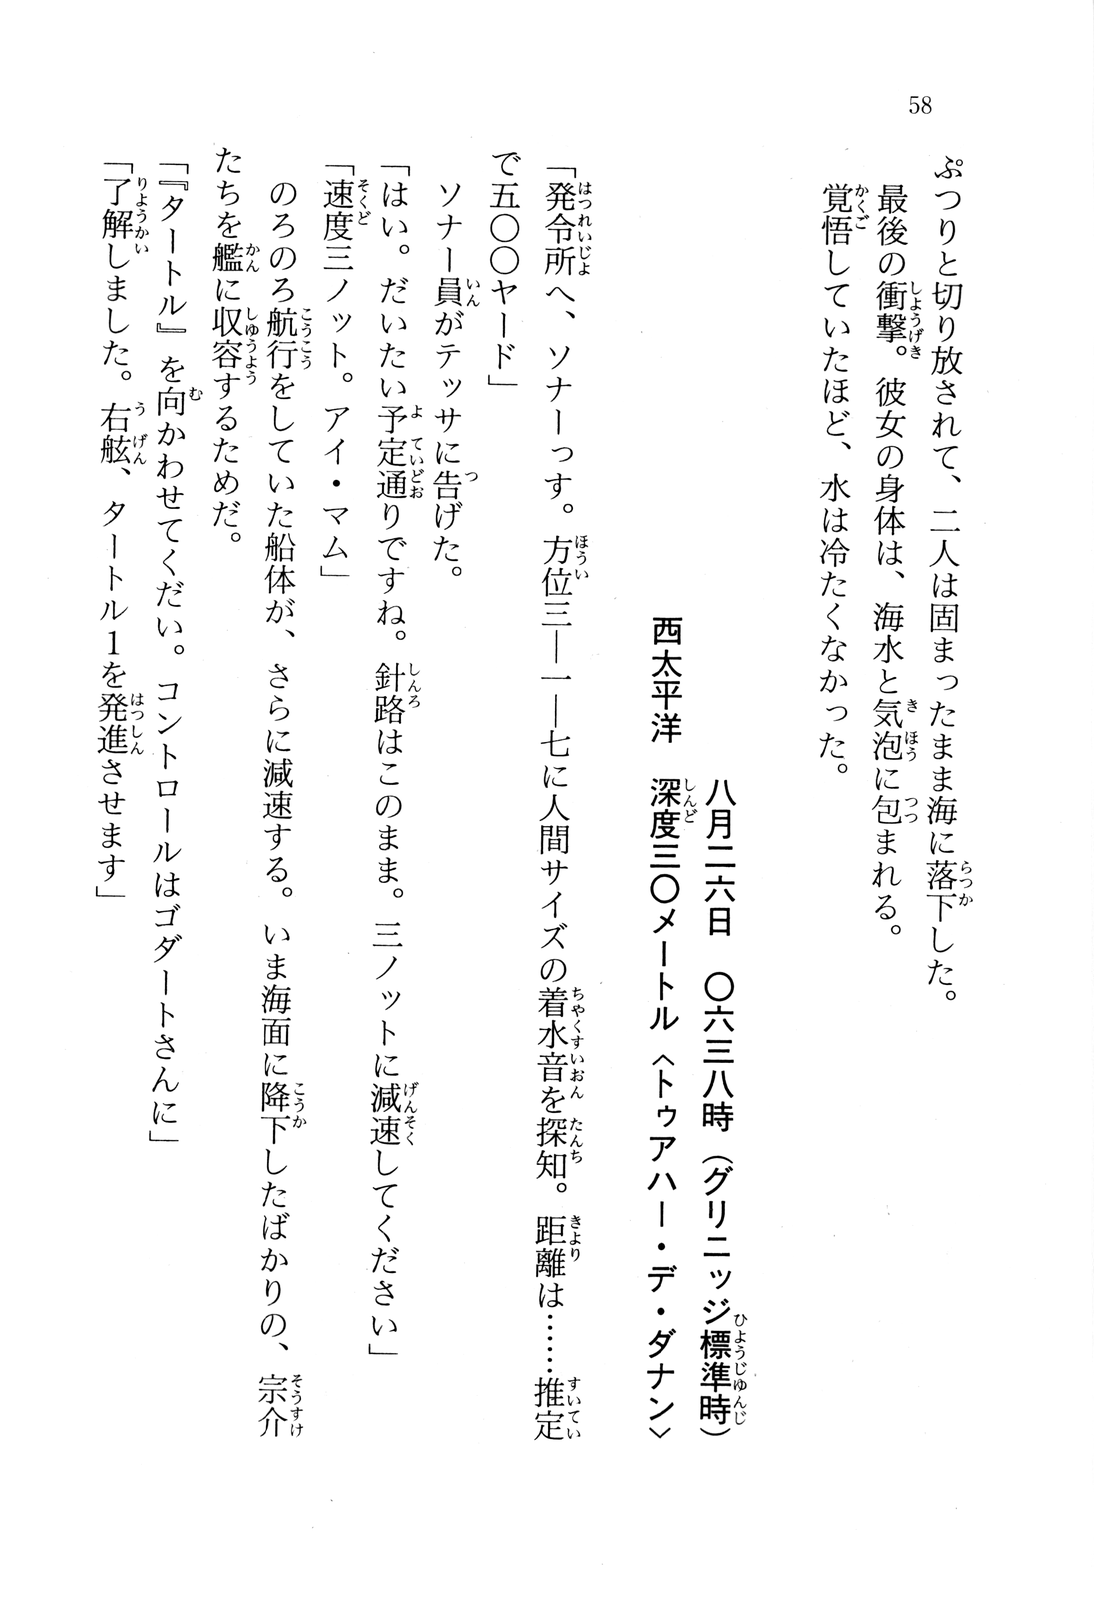 58
ぷつりと切り放されて、二人は固まったまま海に落下した。
最後の衝撃。彼女の身体は、海水と気泡に包まれる。
覚悟していたほど、水は冷たくなかった。
八月二六日　〇六三八時（グリニッジ標準時）
西太平洋　深度三〇メートル〈トゥアハー・デ・ダナン〉
「発令所へ、ソナーっす。方位三―一―七に人間サイズの着水音を探知。距離は……推定
で五〇〇ヤード」
ソナー員がテッサに告げた。
「はい。だいたい予定通りですね。針路はこのまま。三ノットに減速してください」
「速度三ノット。アイ・マム」
のろのろ航行をしていた船体が、さらに減速する。いま海面に降下したばかりの、宗介
たちを艦に収容するためだ。
「『タートル』を向かわせてくだい。コントロールはゴダートさんに」
「了解しました。右舷、タートル１を発進させます」